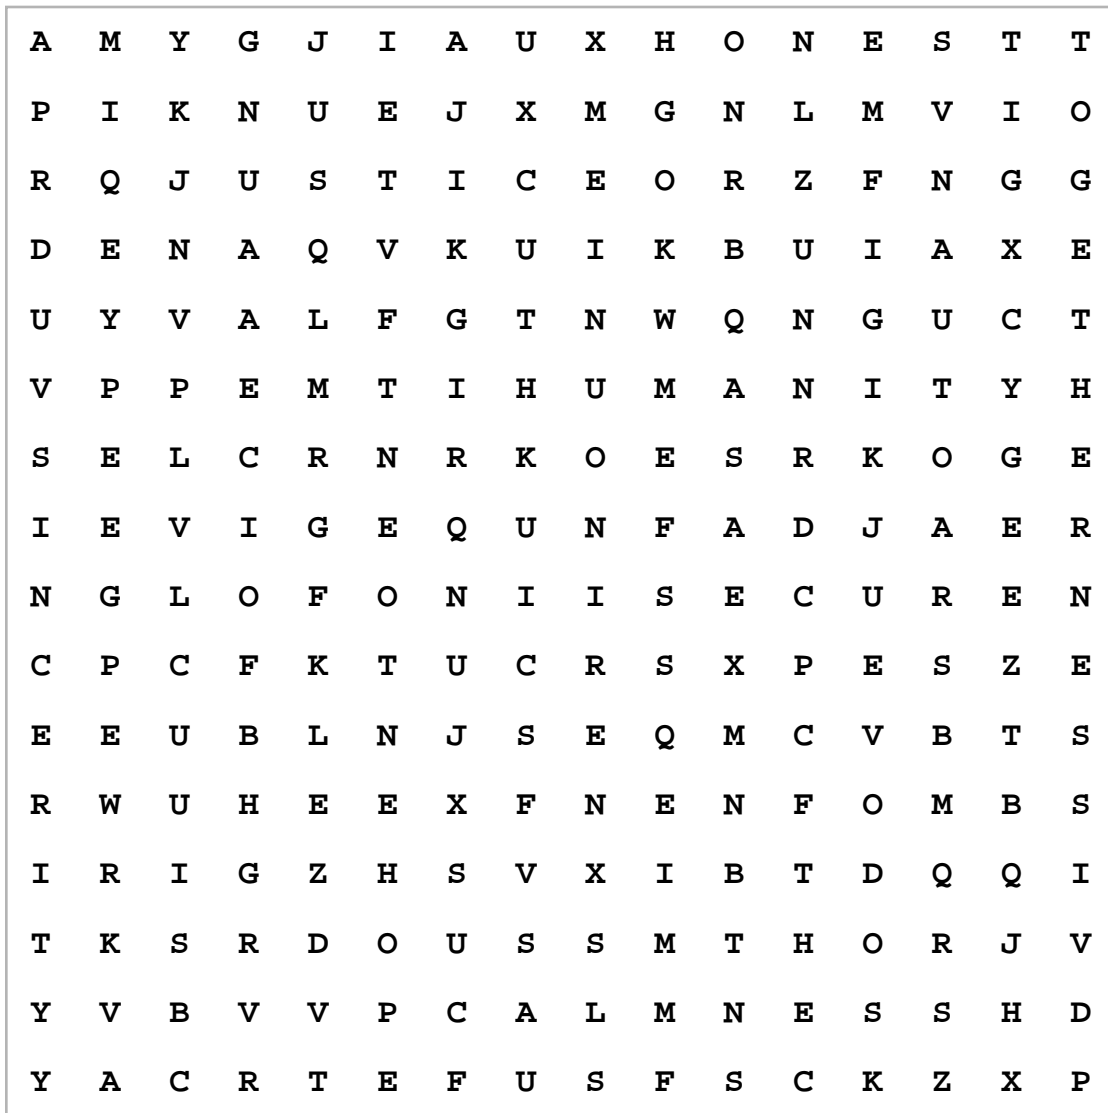 A M Y G J I A U X H O N E S T T
P I K N U E J X M G N L M V I O
R Q J U S T I C E O R Z F N G G
D E N A Q V K U I K B U I A X E
U Y V A L F G T N W Q N G U C T
V P P E M T I H U M A N I T Y H
S E L C R N R K O E S R K O G E
I E V I G E Q U N F A D J A E R
N G L O F O N I I S E C U R E N
C P C F K T U C R S X P E S Z E
E E U B L N J S E Q M C V B T S
R W U H E E X F N E N F O M B S
I R I G Z H S V X I B T D Q Q I
T K S R D O U S S M T H O R J V
Y V B V V P C A L M N E S S H D
Y A C R T E F U S F S C K Z X P